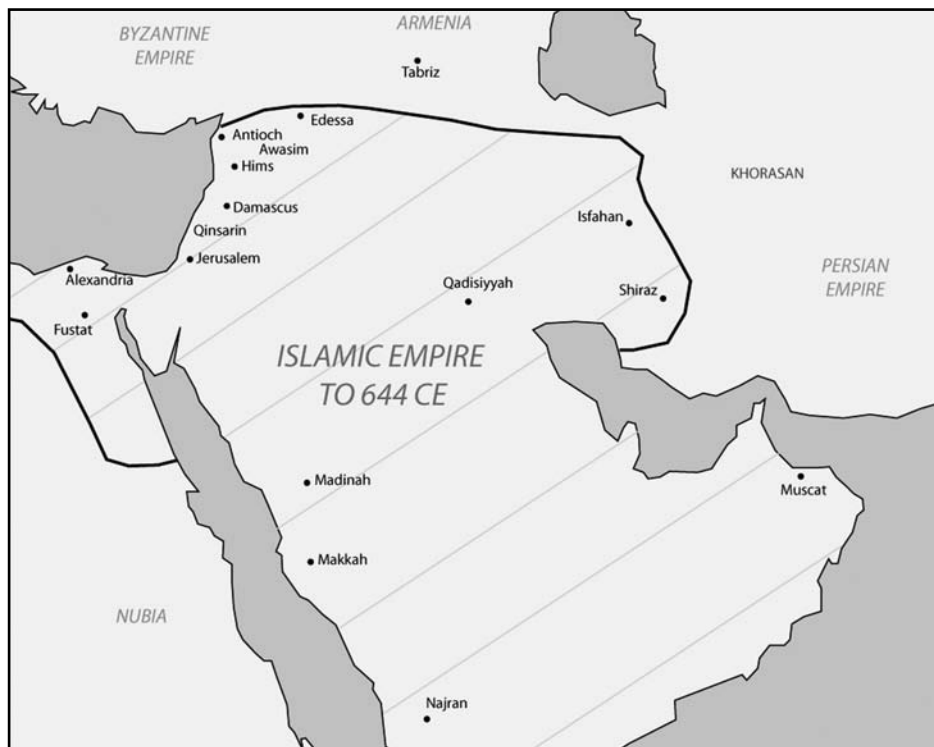 BYZANTINE
EMPIRE
ARMENIA
Tabriz
Edessa
Antioch
Awasim
Hims
KHORASAN
Damascus
Isfahan
Qinsarin
Jerusalem
PERSIAN
EMPIRE
Alexandria
Qadisiyyah
Shiraz
Fustat
ISLAMIC EMPIRE
TO 644 CE
Madinah
Muscat
Makkah
NUBIA
Najran